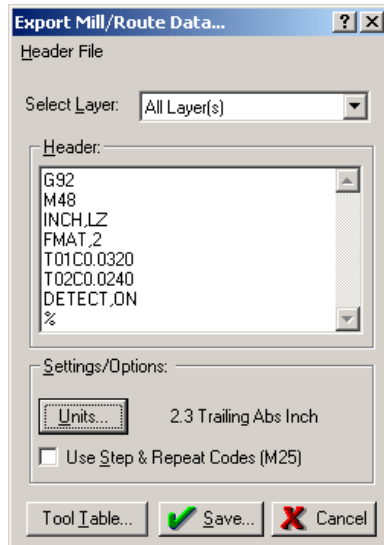 Export Mill/Route Data...
Header File
Select Layer: All Layer(s)
Header:
G92
M48
INCH,LZ
FMAT,2
T01C0.0320
T02C0.0240
DETECT,ON
%
Settings/Options:
Units... 2.3 Trailing Abs Inch
Use Step & Repeat Codes (M25)
Tool Table... Save... Cancel